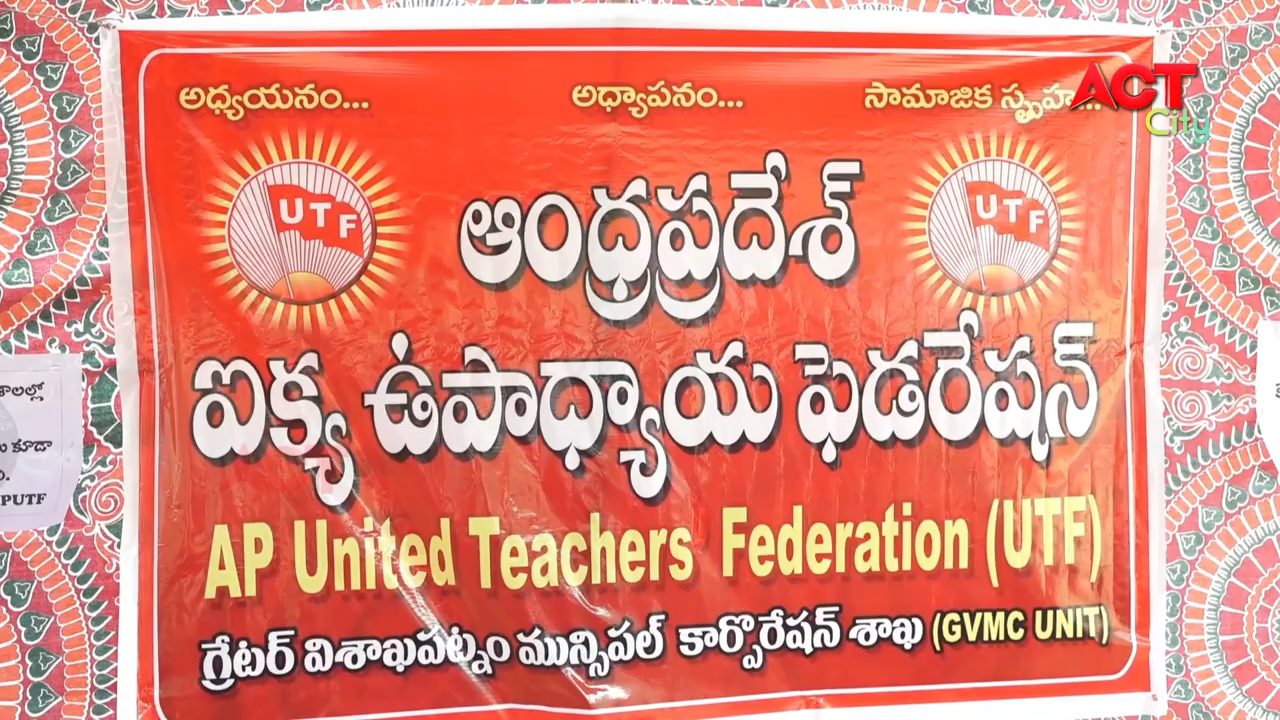 అధ్యయనం... అధ్యాపనం... సామాజిక స్పృహ...
ACT
City
UTF
UTF
ఆంధ్రప్రదేశ్
ఐక్య ఉపాధ్యాయ ఫెడరేషన్
AP United Teachers Federation (UTF)
గ్రేటర్ విశాఖపట్నం మున్సిపల్ కార్పొరేషన్ శాఖ (GVMC UNIT)
కూడా
PUTF